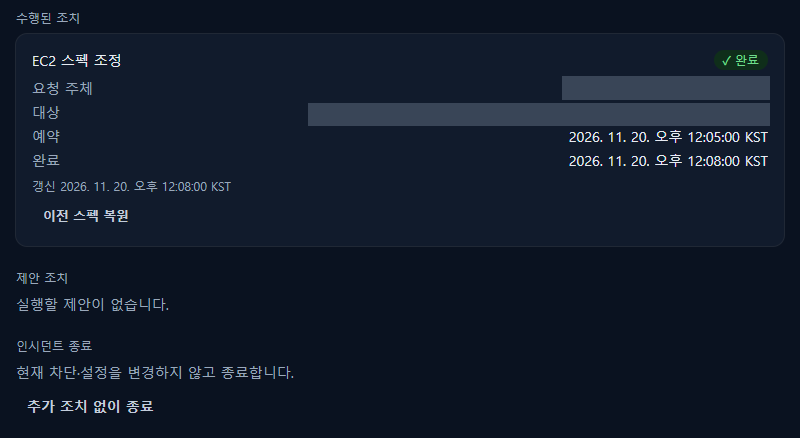 수행된 조치
EC2 스펙 조정
✓ 완료
요청 주체
대상
예약 2026. 11. 20. 오후 12:05:00 KST
완료 2026. 11. 20. 오후 12:08:00 KST
갱신 2026. 11. 20. 오후 12:08:00 KST
이전 스펙 복원
제안 조치
실행할 제안이 없습니다.
인시던트 종료
현재 차단·설정을 변경하지 않고 종료합니다.
추가 조치 없이 종료